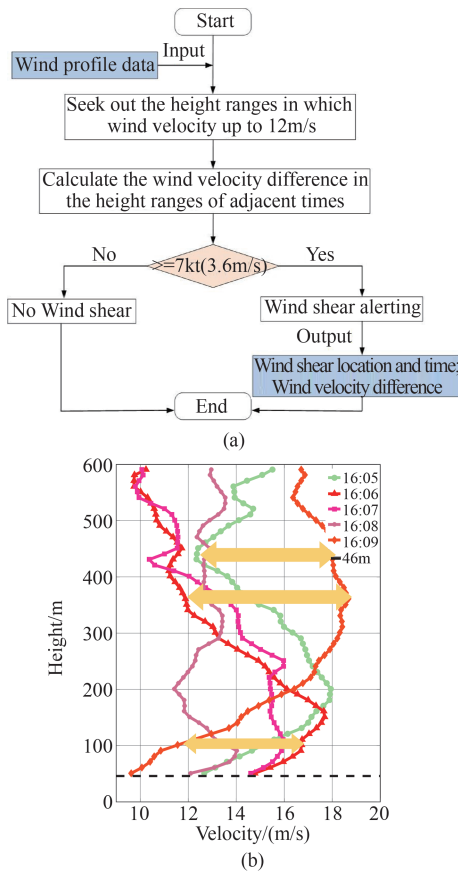 Start
Input
Wind profile data
Seek out the height ranges in which
wind velocity up to 12m/s
Calculate the wind velocity difference in
the height ranges of adjacent times
No
>=7kt(3.6m/s)
Yes
No Wind shear
Wind shear alerting
Output
Wind shear location and time;
Wind velocity difference
End
(a)
600
500
400
300
200
100
0
Height/m
16:05
16:06
16:07
16:08
16:09
46m
10 12 14 16 18 20
Velocity/(m/s)
(b)